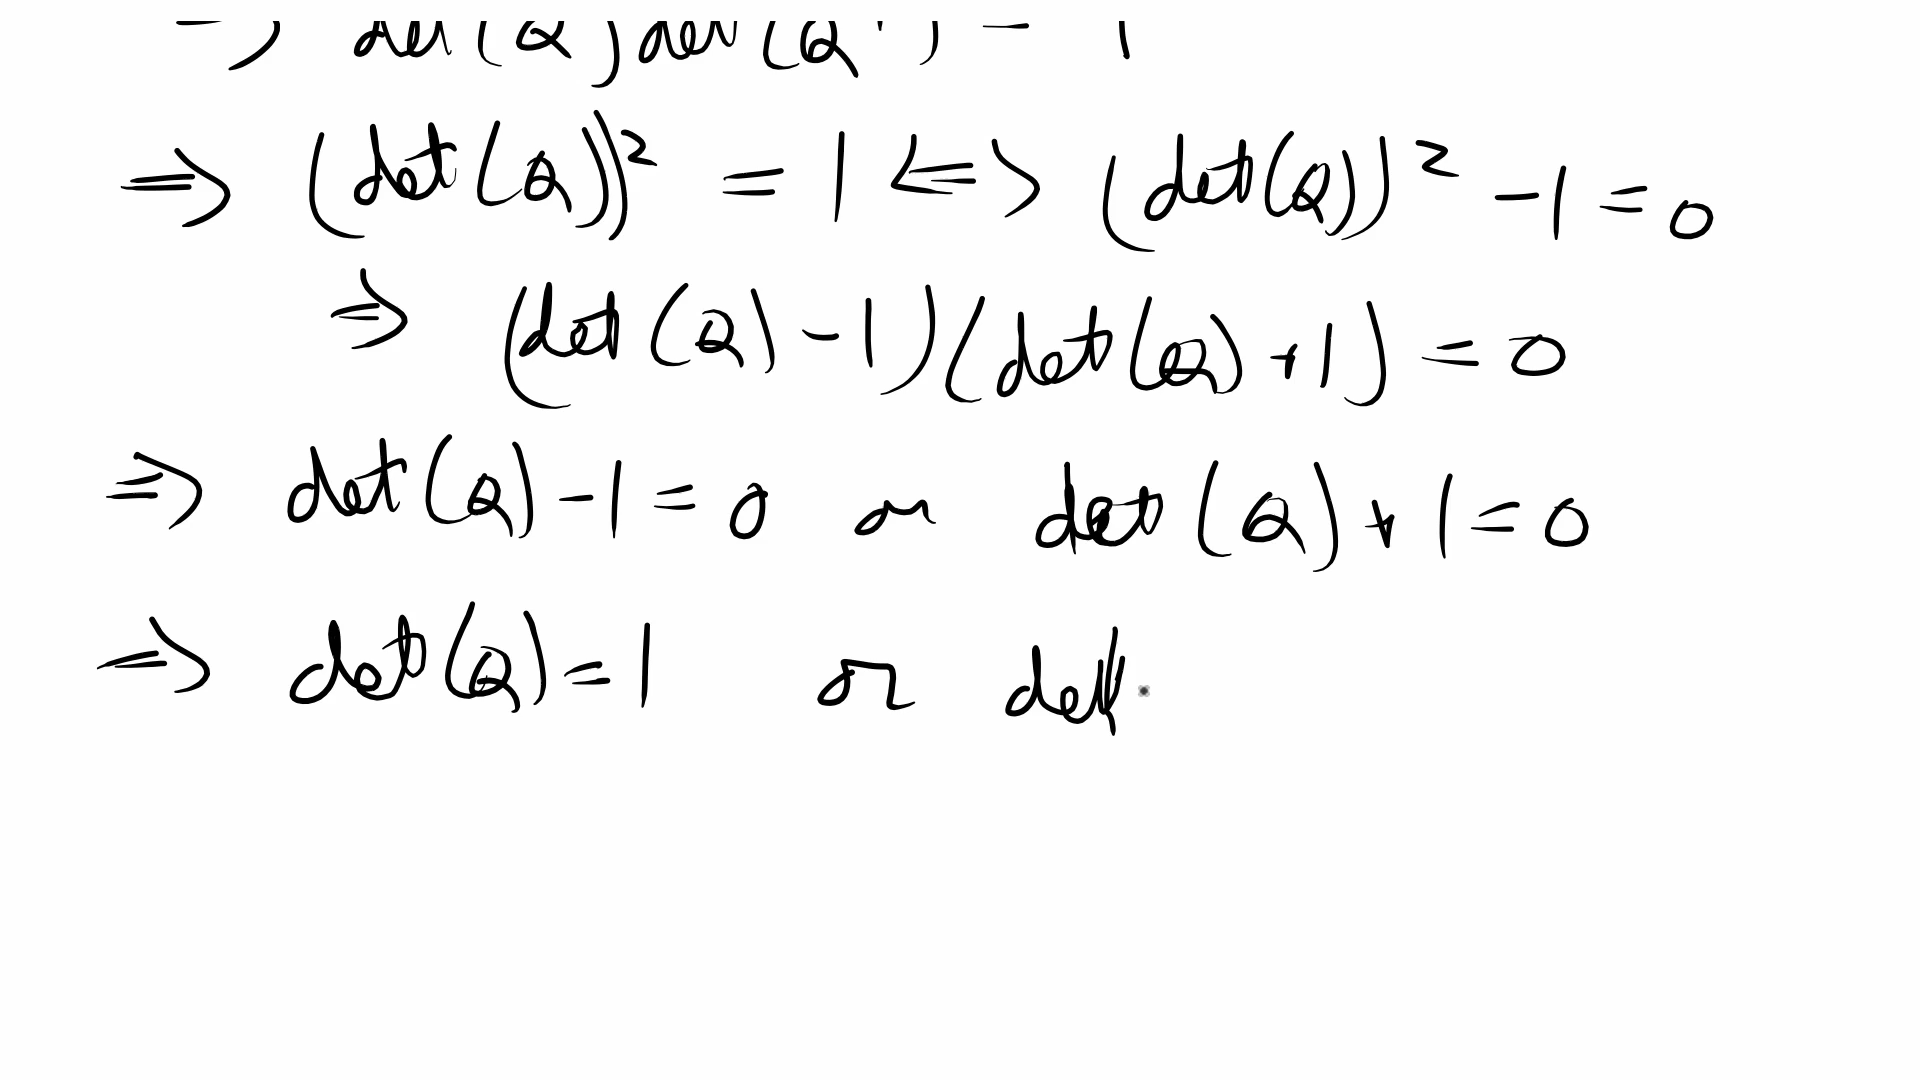 ⇒ (det(Q))² = 1 ⇔ (det(Q))² - 1 = 0
⇒ (det(Q) - 1)(det(Q) + 1) = 0
⇒ det(Q) - 1 = 0 or det(Q) + 1 = 0
⇒ det(Q) = 1 or det